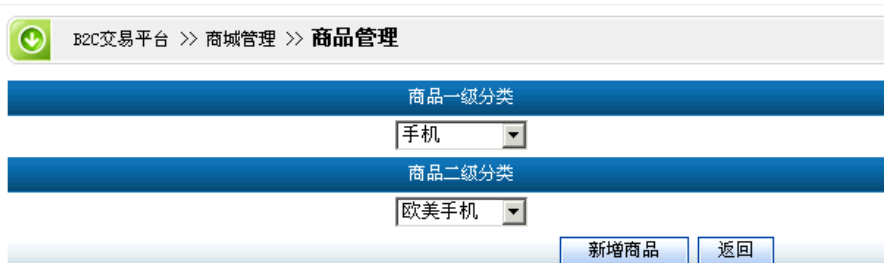 B2C交易平台 >> 商城管理 >> 商品管理
商品一级分类
手机
商品二级分类
欧美手机
新增商品 返回